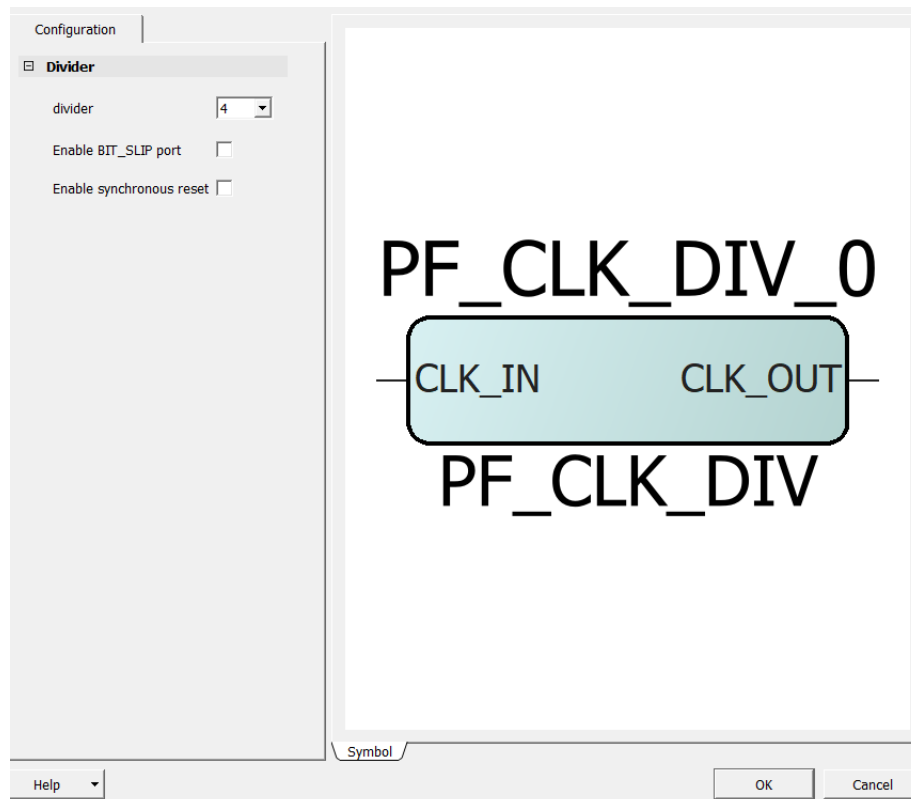 Configuration
Divider
divider
4
Enable BIT_SLIP port
Enable synchronous reset
PF_CLK_DIV_0
CLK_IN
CLK_OUT
PF_CLK_DIV
Symbol
Help
OK
Cancel